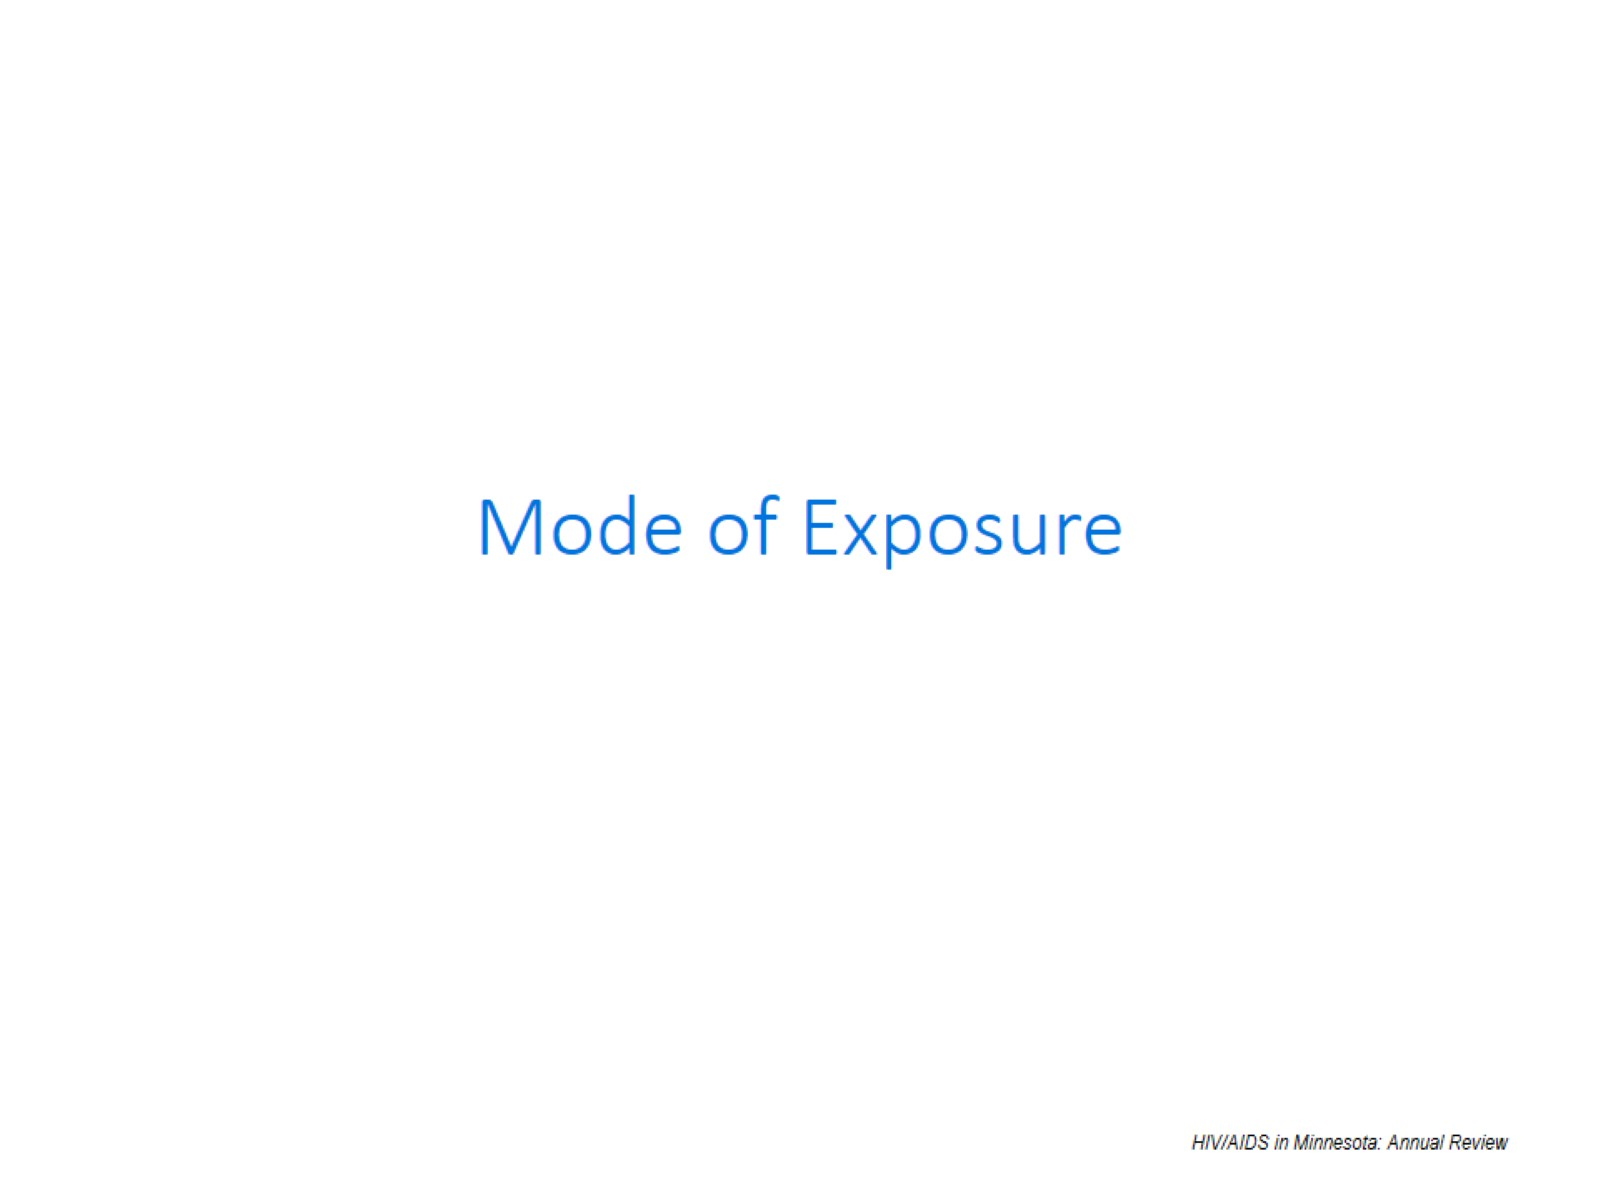 Mode of Exposure
HIV/AIDS in Minnesota: Annual Review